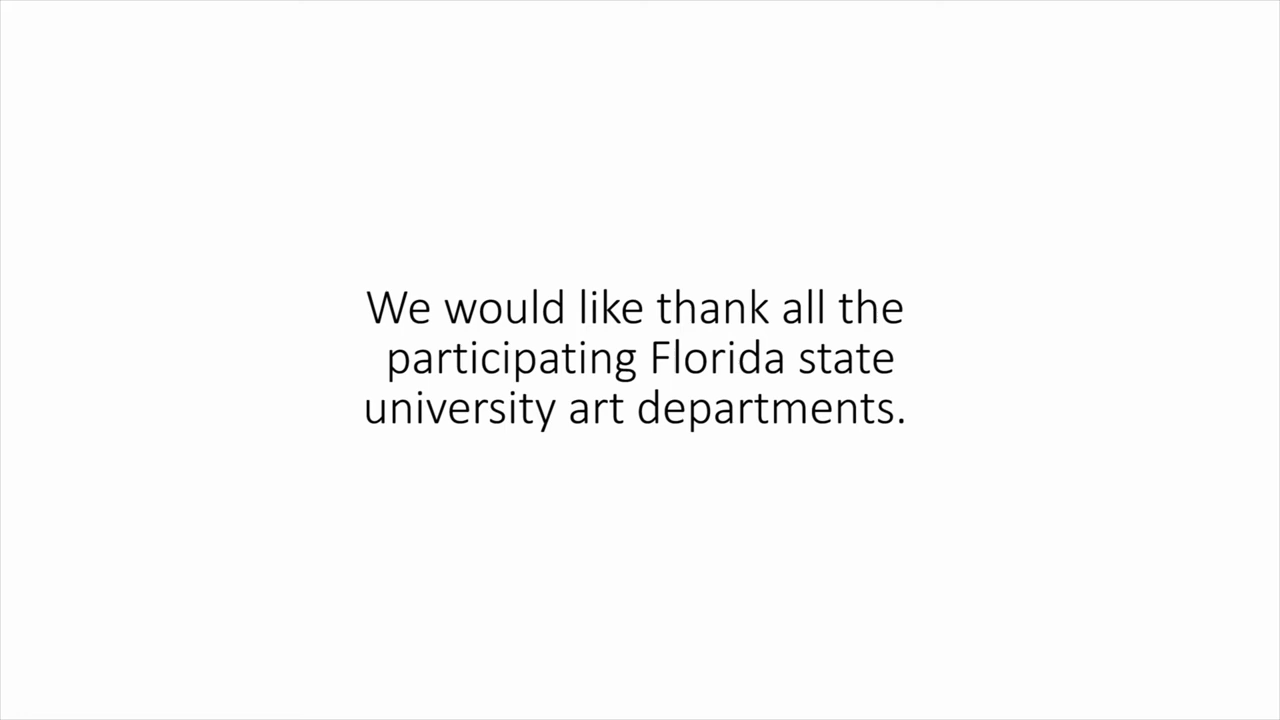 We would like thank all the
participating Florida state
university art departments.